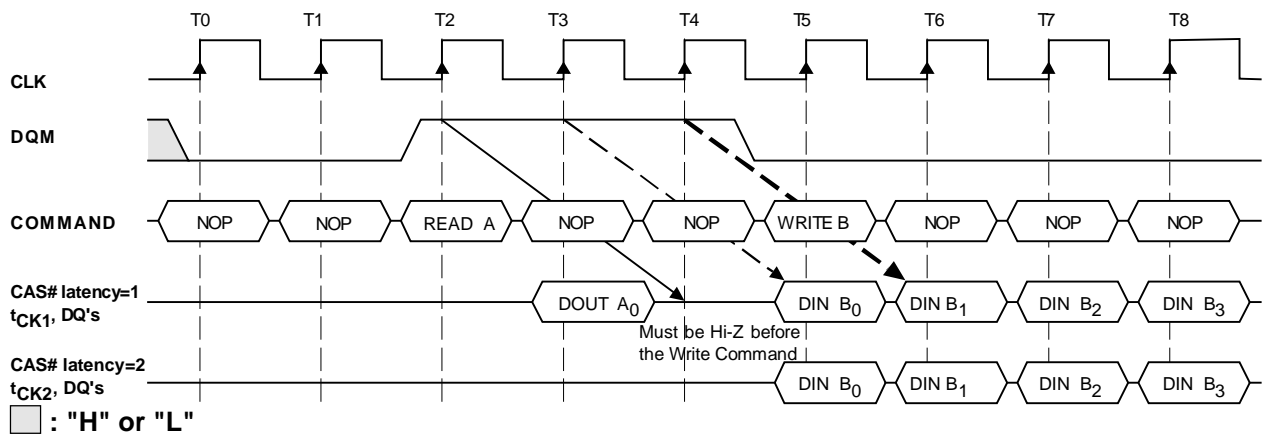 T0 T1 T2 T3 T4 T5 T6 T7 T8
CLK
DQM
COMMAND NOP NOP READ A NOP NOP WRITE B NOP NOP NOP
CAS# latency=1
tCK1, DQ's
DOUT A0 DIN B0 DIN B1 DIN B2 DIN B3
Must be Hi-Z before
the Write Command
CAS# latency=2
tCK2, DQ's
DIN B0 DIN B1 DIN B2 DIN B3
: "H" or "L"